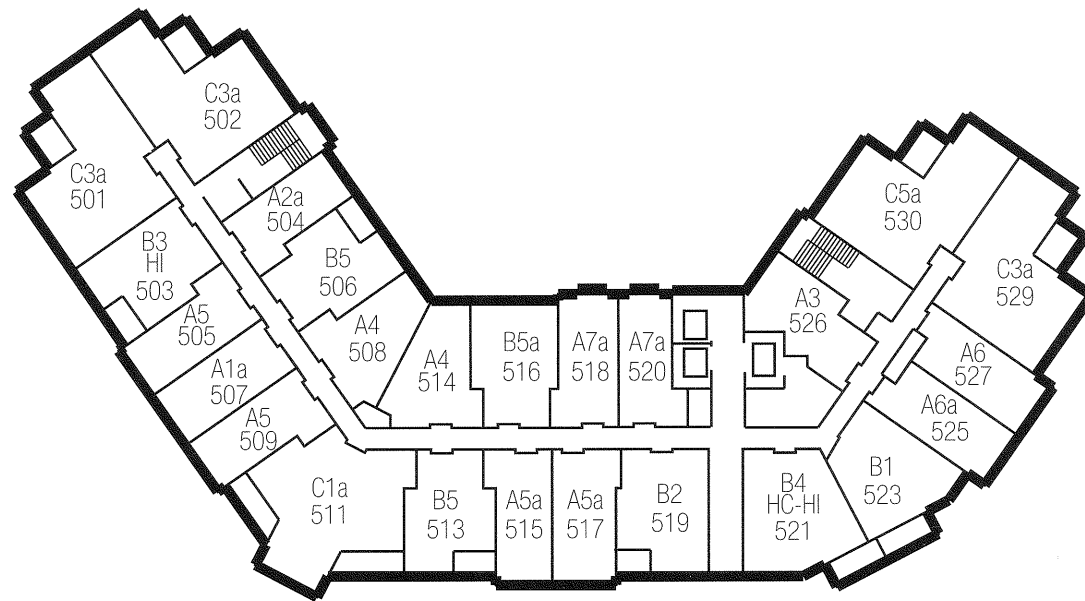 C3a
502
C3a
501
A2a
504
B3
HI
503
B5
506
A5
505
A4
508
A1a
507
A5
509
C1a
511
A4
514
B5a
516
A7a
518
A7a
520
B5
513
A5a
515
A5a
517
B2
519
B4
HC-HI
521
B1
523
A6a
525
A6
527
A3
526
C5a
530
C3a
529